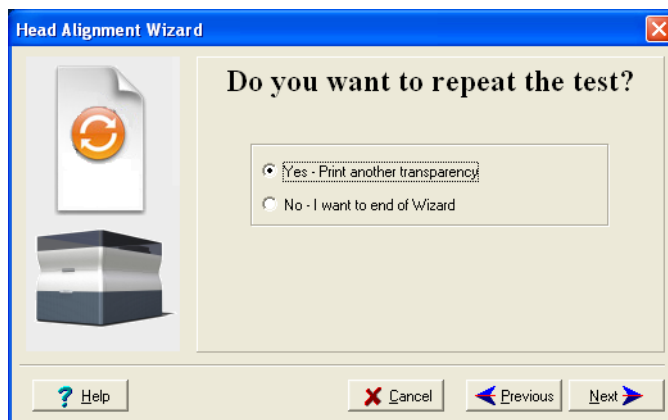 Head Alignment Wizard
Do you want to repeat the test?
Yes - Print another transparency
No - I want to end of Wizard
? Help
Cancel
Previous
Next